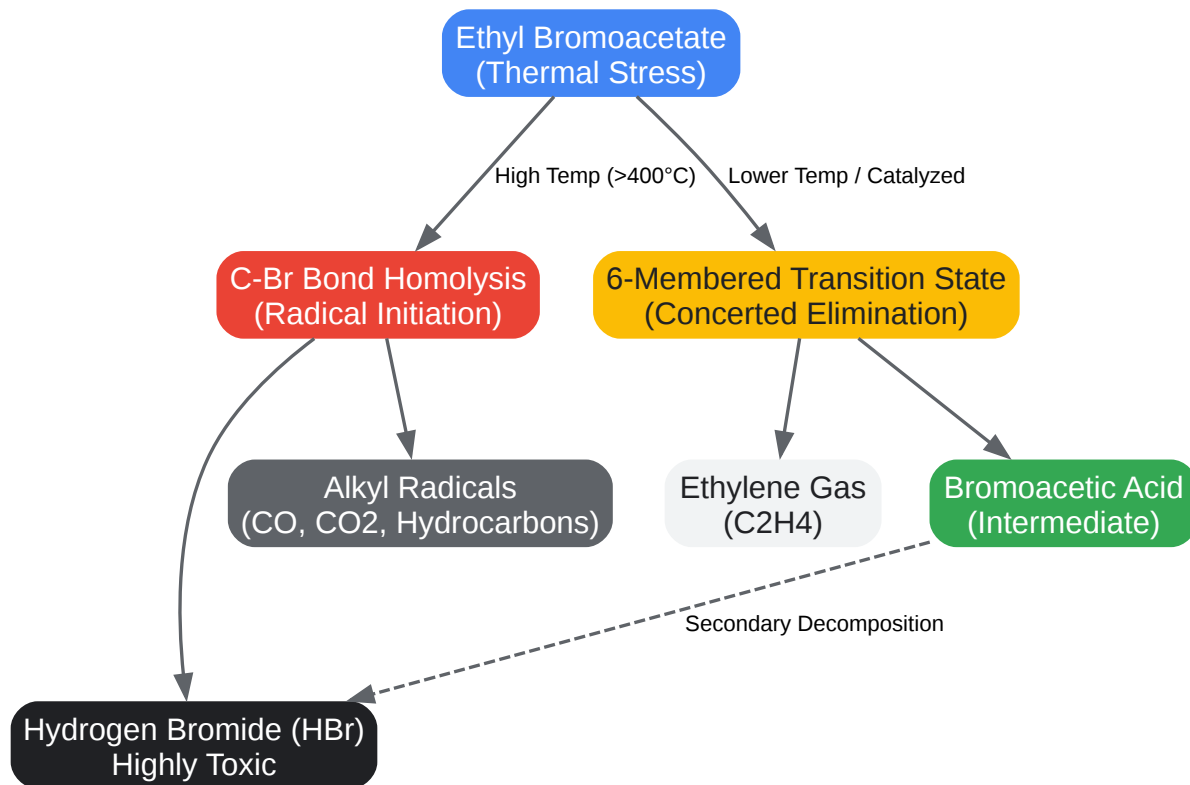 Ethyl Bromoacetate
(Thermal Stress)
High Temp (>400°C)
Lower Temp / Catalyzed
C-Br Bond Homolysis
(Radical Initiation)
6-Membered Transition State
(Concerted Elimination)
Alkyl Radicals
(CO, CO2, Hydrocarbons)
Ethylene Gas
(C2H4)
Bromoacetic Acid
(Intermediate)
Secondary Decomposition
Hydrogen Bromide (HBr)
Highly Toxic